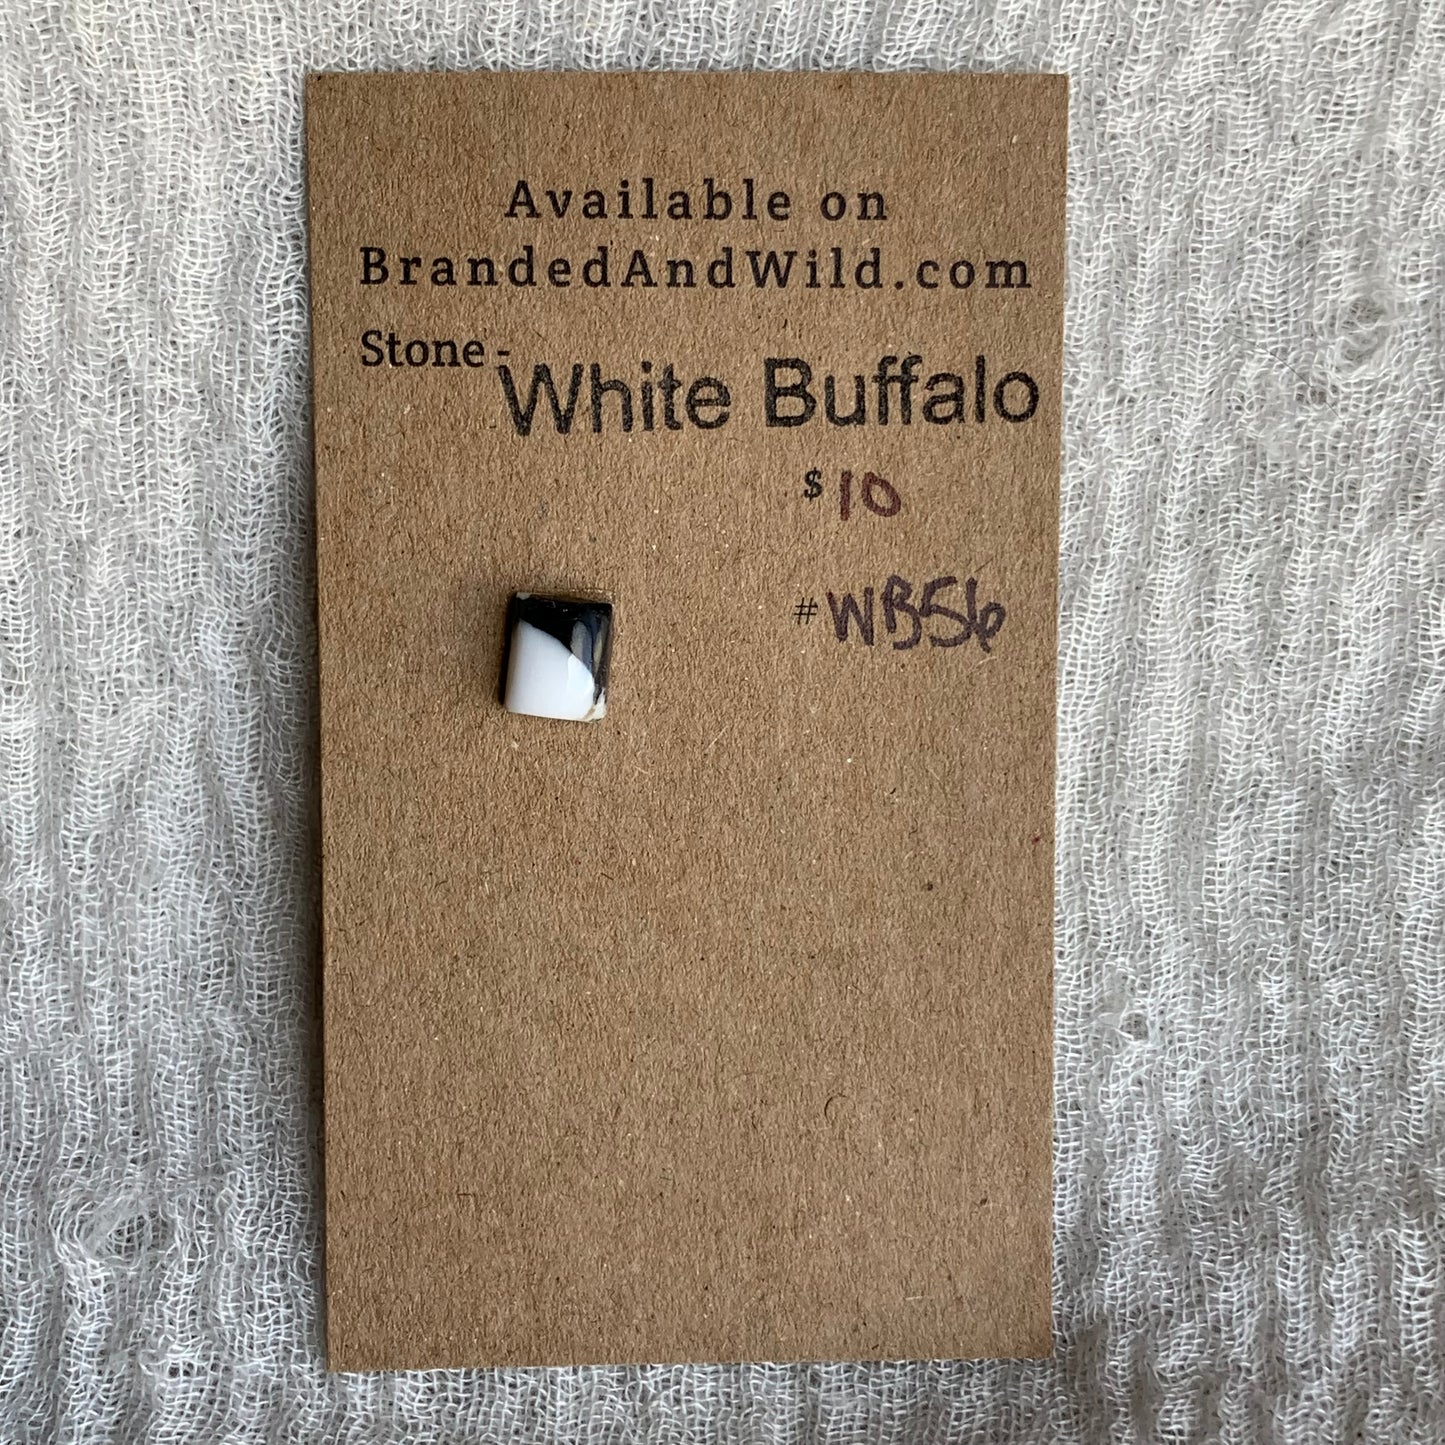 Available on
BrandedAndWild.com
Stone - White Buffalo
$ 10
# WB56